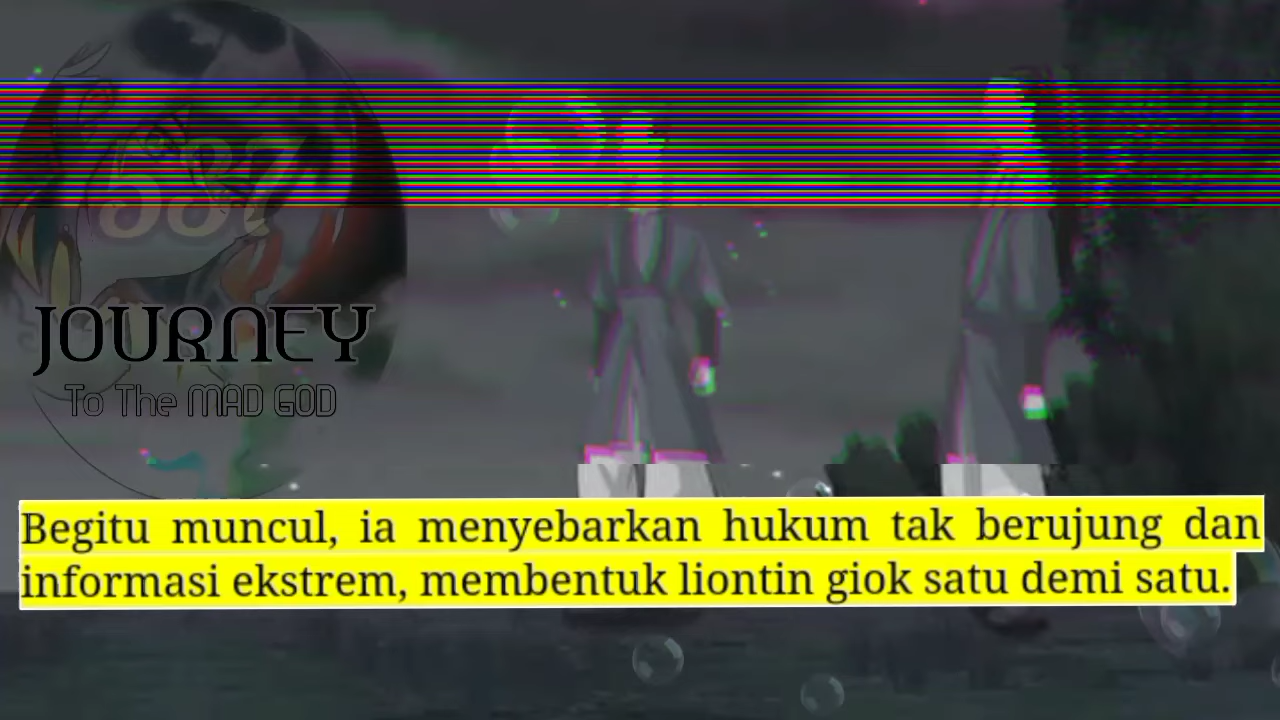 587
JOURNEY
To The MAD GOD
Begitu muncul, ia menyebarkan hukum tak berujung dan
informasi ekstrem, membentuk liontin giok satu demi satu.